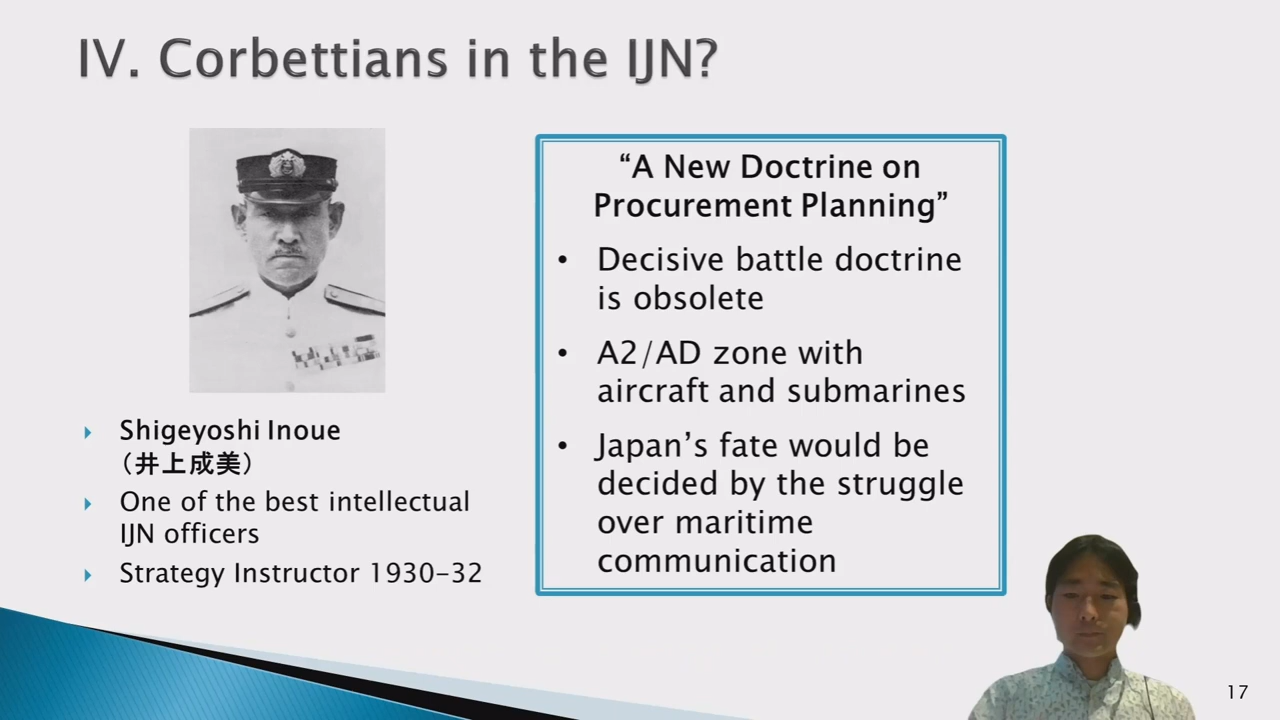 IV. Corbettians in the IJN?
Shigeyoshi Inoue
（井上成美）
One of the best intellectual
IJN officers
Strategy Instructor 1930-32
“A New Doctrine on
Procurement Planning”
• Decisive battle doctrine
is obsolete
• A2/AD zone with
aircraft and submarines
• Japan’s fate would be
decided by the struggle
over maritime
communication
17